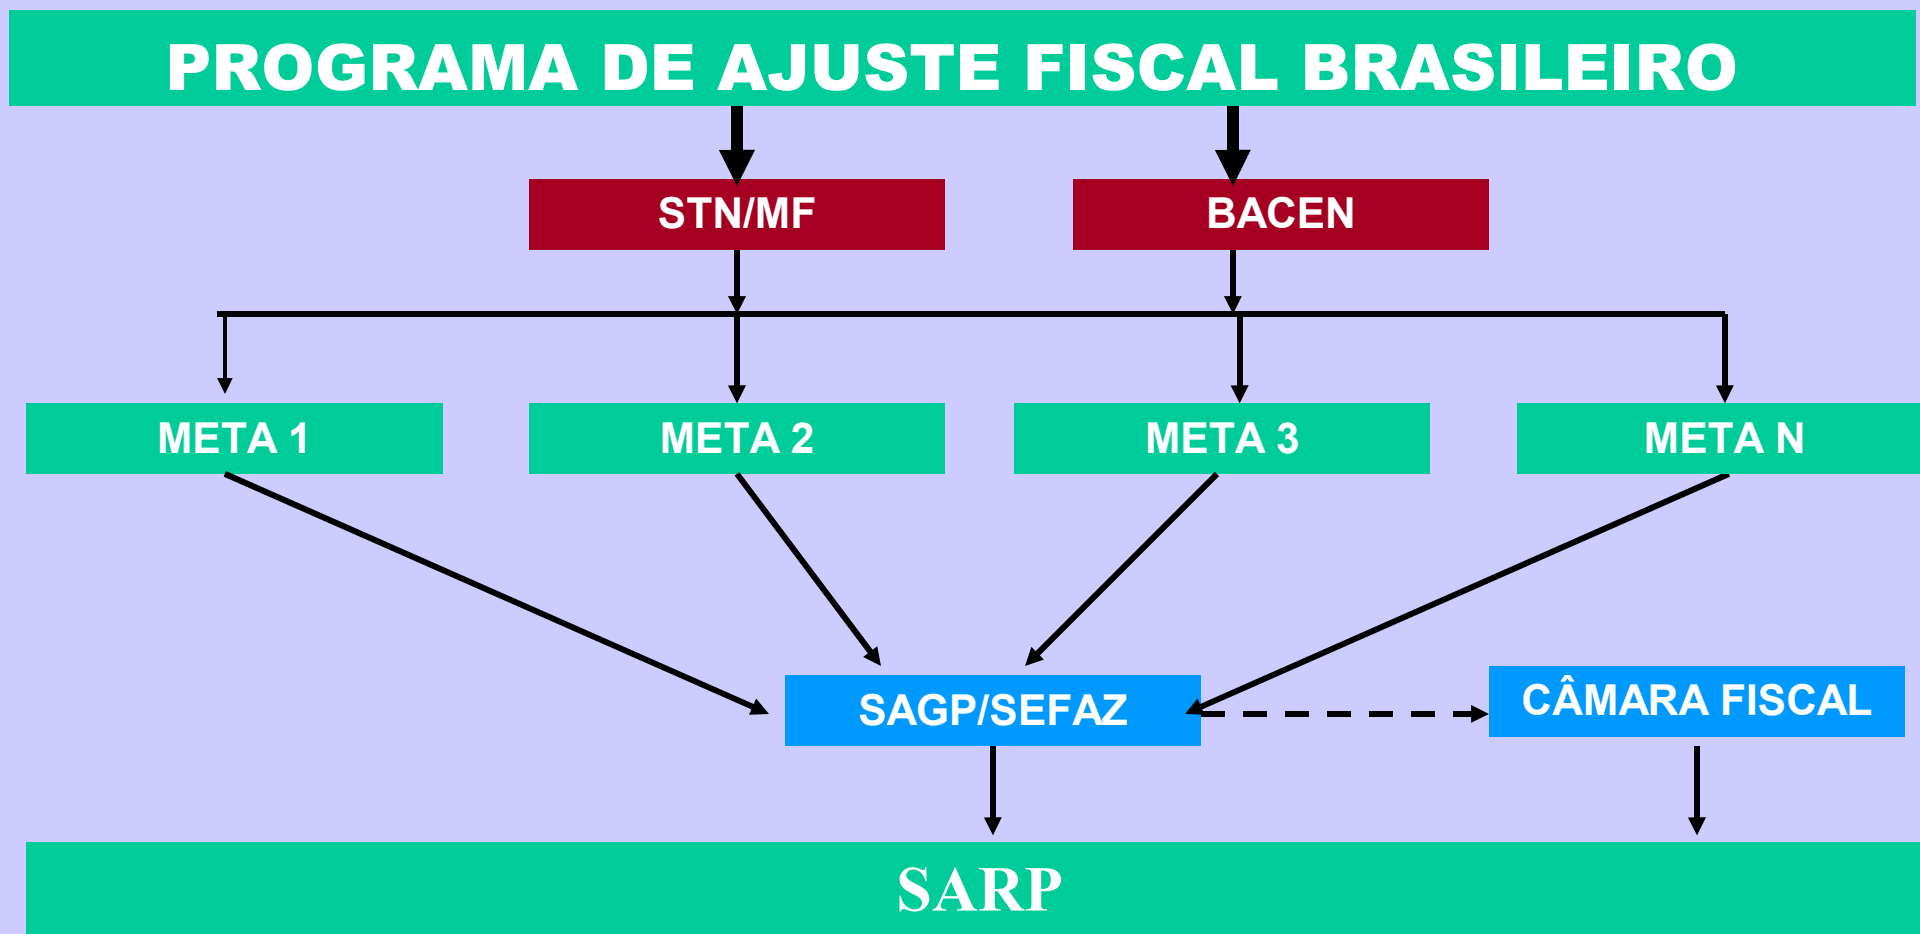 PROGRAMA DE AJUSTE FISCAL BRASILEIRO
STN/MF
BACEN
META 1
META 2
META 3
META N
SAGP/SEFAZ
CÂMARA FISCAL
SARP